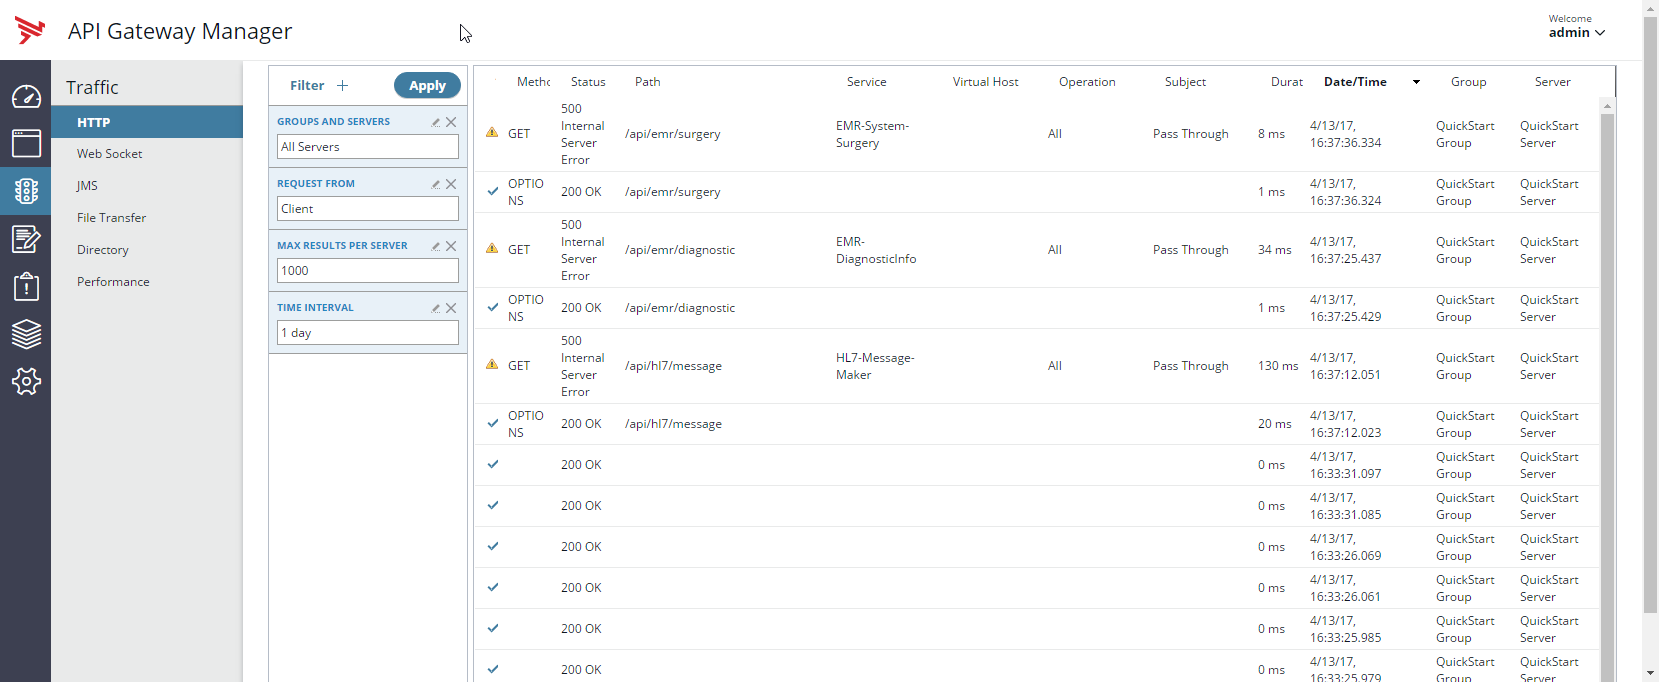 API Gateway Manager
Welcome
admin
Traffic
HTTP
Web Socket
JMS
File Transfer
Directory
Performance
Filter + Apply
GROUPS AND SERVERS
All Servers
REQUEST FROM
Client
MAX RESULTS PER SERVER
1000
TIME INTERVAL
1 day
Metho Status Path Service Virtual Host Operation Subject Durat Date/Time Group Server
GET 500 Internal Server Error /api/emr/surgery EMR-System-Surgery All Pass Through 8 ms 4/13/17, 16:37:36.334 QuickStart Group QuickStart Server
OPTIONS 200 OK /api/emr/surgery 1 ms 4/13/17, 16:37:36.324 QuickStart Group QuickStart Server
GET 500 Internal Server Error /api/emr/diagnostic EMR-DiagnosticInfo All Pass Through 34 ms 4/13/17, 16:37:25.437 QuickStart Group QuickStart Server
OPTIONS 200 OK /api/emr/diagnostic 1 ms 4/13/17, 16:37:25.429 QuickStart Group QuickStart Server
GET 500 Internal Server Error /api/hl7/message HL7-Message-Maker All Pass Through 130 ms 4/13/17, 16:37:12.051 QuickStart Group QuickStart Server
OPTIONS 200 OK /api/hl7/message 20 ms 4/13/17, 16:37:12.023 QuickStart Group QuickStart Server
200 OK 0 ms 4/13/17, 16:33:31.097 QuickStart Group QuickStart Server
200 OK 0 ms 4/13/17, 16:33:31.085 QuickStart Group QuickStart Server
200 OK 0 ms 4/13/17, 16:33:26.069 QuickStart Group QuickStart Server
200 OK 0 ms 4/13/17, 16:33:26.061 QuickStart Group QuickStart Server
200 OK 0 ms 4/13/17, 16:33:25.985 QuickStart Group QuickStart Server
200 OK 0 ms 4/13/17, 16:33:25.979 QuickStart Group QuickStart Server